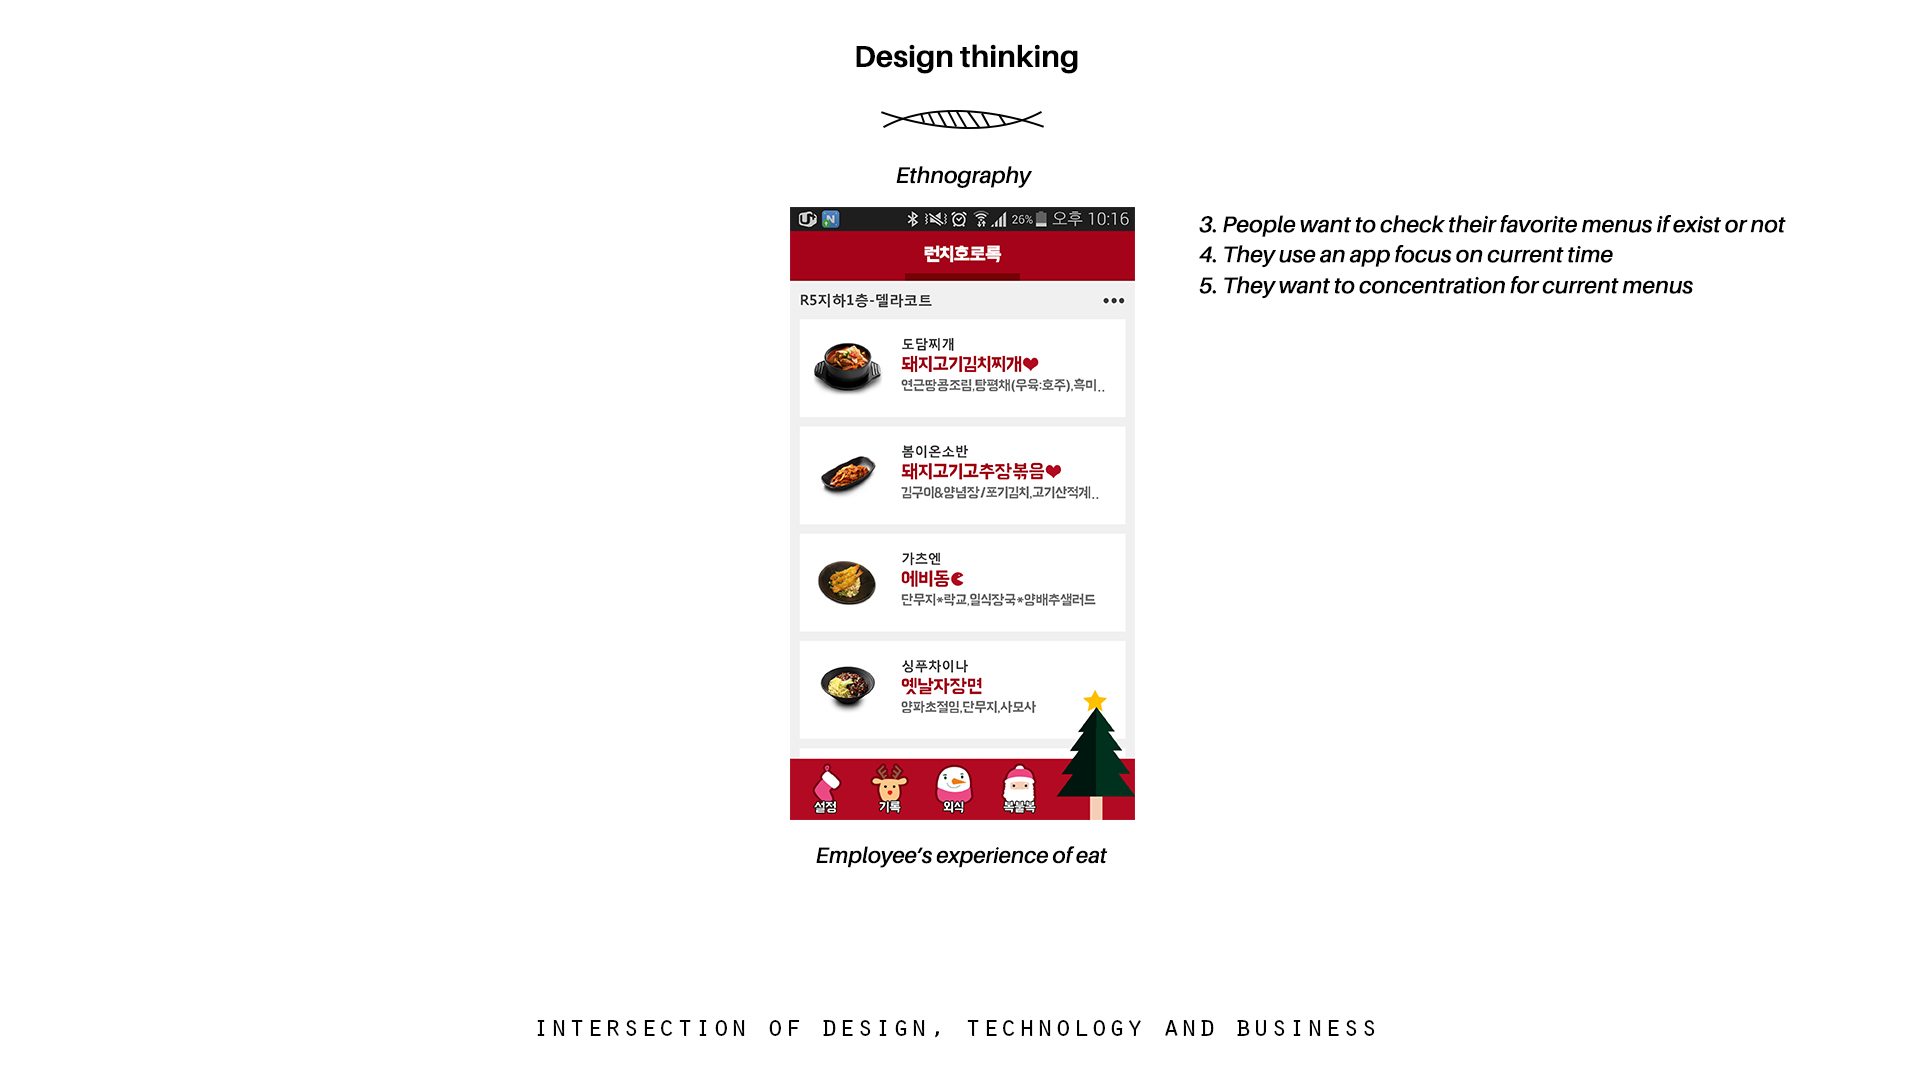 Design thinking
Ethnography
26% 오후 10:16
런치호로록
R5지하1층-델라코트
도담찌개
돼지고기김치찌개
연근땅콩조림,탕평채(우육:호주),흑미..
봄이온소반
돼지고기고추장볶음
김구이&양념장/포기김치,고기산적게..
가츠엔
에비동
단무지*락교,일식장국*양배추샐러드
싱푸차이나
옛날자장면
양파초절임,단무지,사모사
설정
기록
외식
복불복
3. People want to check their favorite menus if exist or not
4. They use an app focus on current time
5. They want to concentration for current menus
Employee's experience of eat
INTERSECTION OF DESIGN, TECHNOLOGY AND BUSINESS